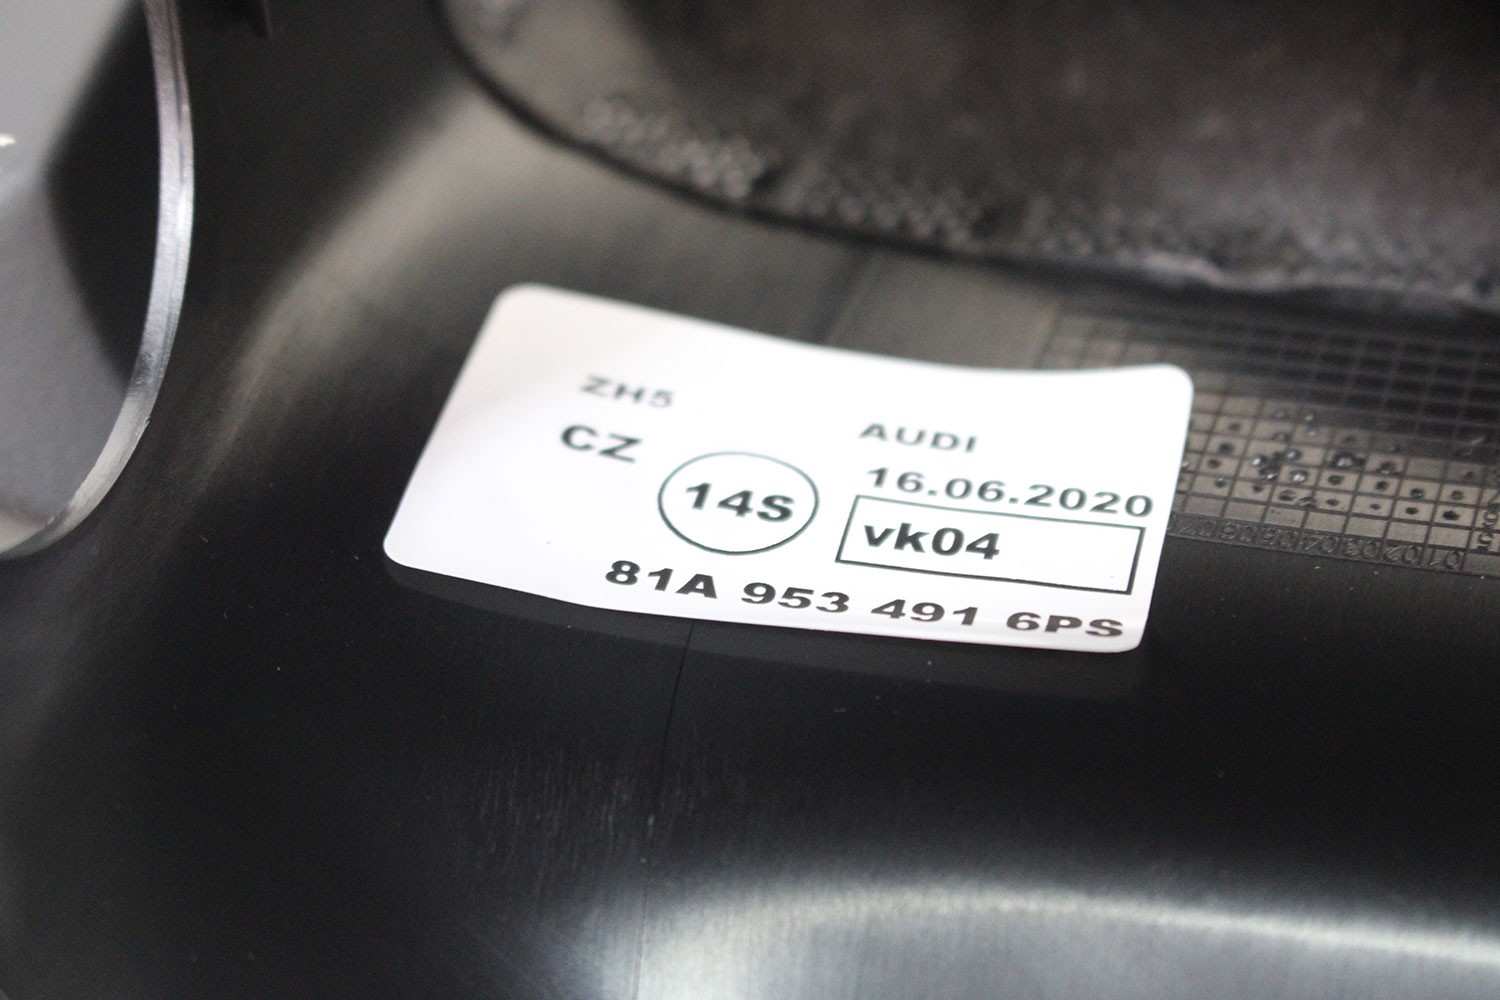 ZH5
CZ
14S
AUDI
16.06.2020
vk04
81A 953 491 6PS